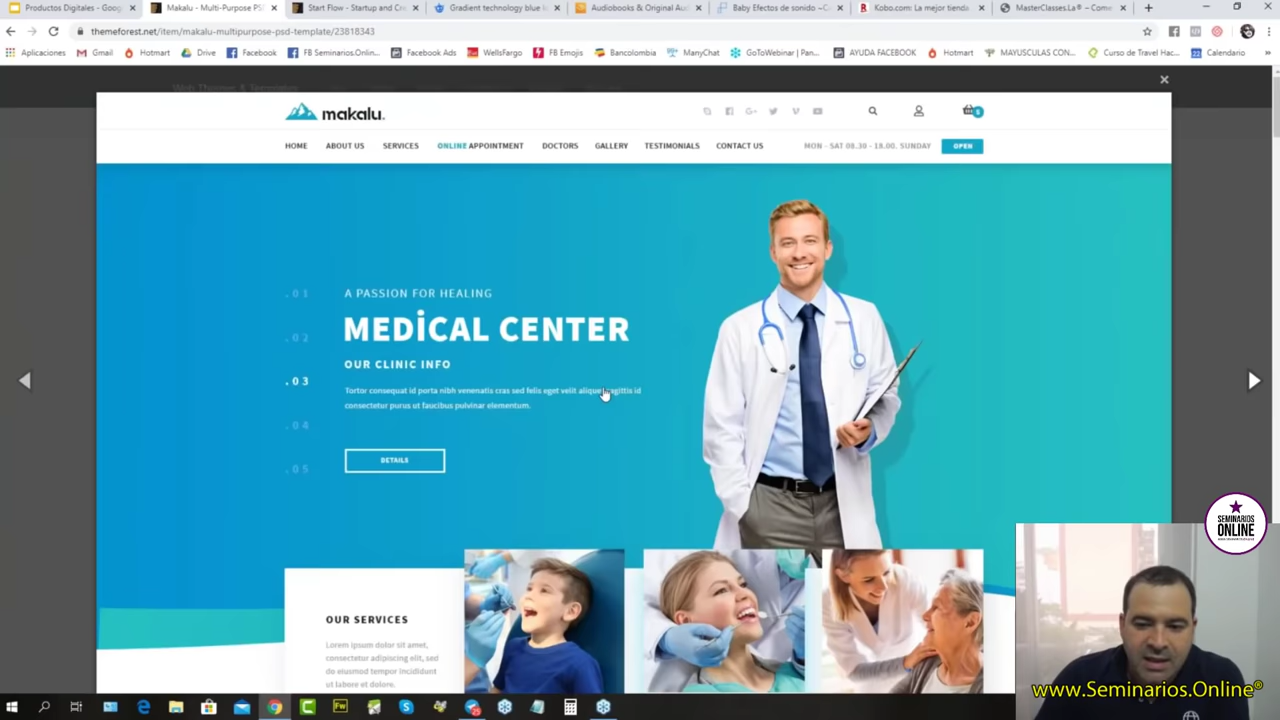 Productos Digitales - Goog
Makalu - Multi-Purpose PSD
Start Flow - Startup and Cre
Gradient technology blue
Audiobooks & Original Aud
Baby Efectos de sonido
Kobo.com: La mejor tienda
MasterClasses.La® – Come
themeforest.net/item/makalu-multipurpose-psd-template/23818343
Aplicaciones
Gmail
Hotmart
Drive
Facebook
FB Seminarios.Onlin...
Facebook Ads
WellsFargo
FB Emojis
Bancolombia
ManyChat
GoToWebinar | Pan...
AYUDA FACEBOOK
Hotmart
MAYUSCULAS CON...
Curso de Travel Hac...
Calendario
makalu.
HOME ABOUT US SERVICES ONLINE APPOINTMENT DOCTORS GALLERY TESTIMONIALS CONTACT US MON - SAT 08.30 - 18.00. SUNDAY OPEN
.01
A PASSION FOR HEALING
MEDİCAL CENTER
.02
OUR CLINIC INFO
.03
Tortor consequat id porta nibh venenatis cras sed felis eget velit aliquet sagittis id
consectetur purus ut faucibus pulvinar elementum.
.04
DETAILS
.05
OUR SERVICES
Lorem ipsum dolor sit amet,
consectetur adipiscing elit, sed
do eiusmod tempor incididunt
ut labore et dolore.
SEMINARIOS
ONLINE
www.Seminarios.Online®